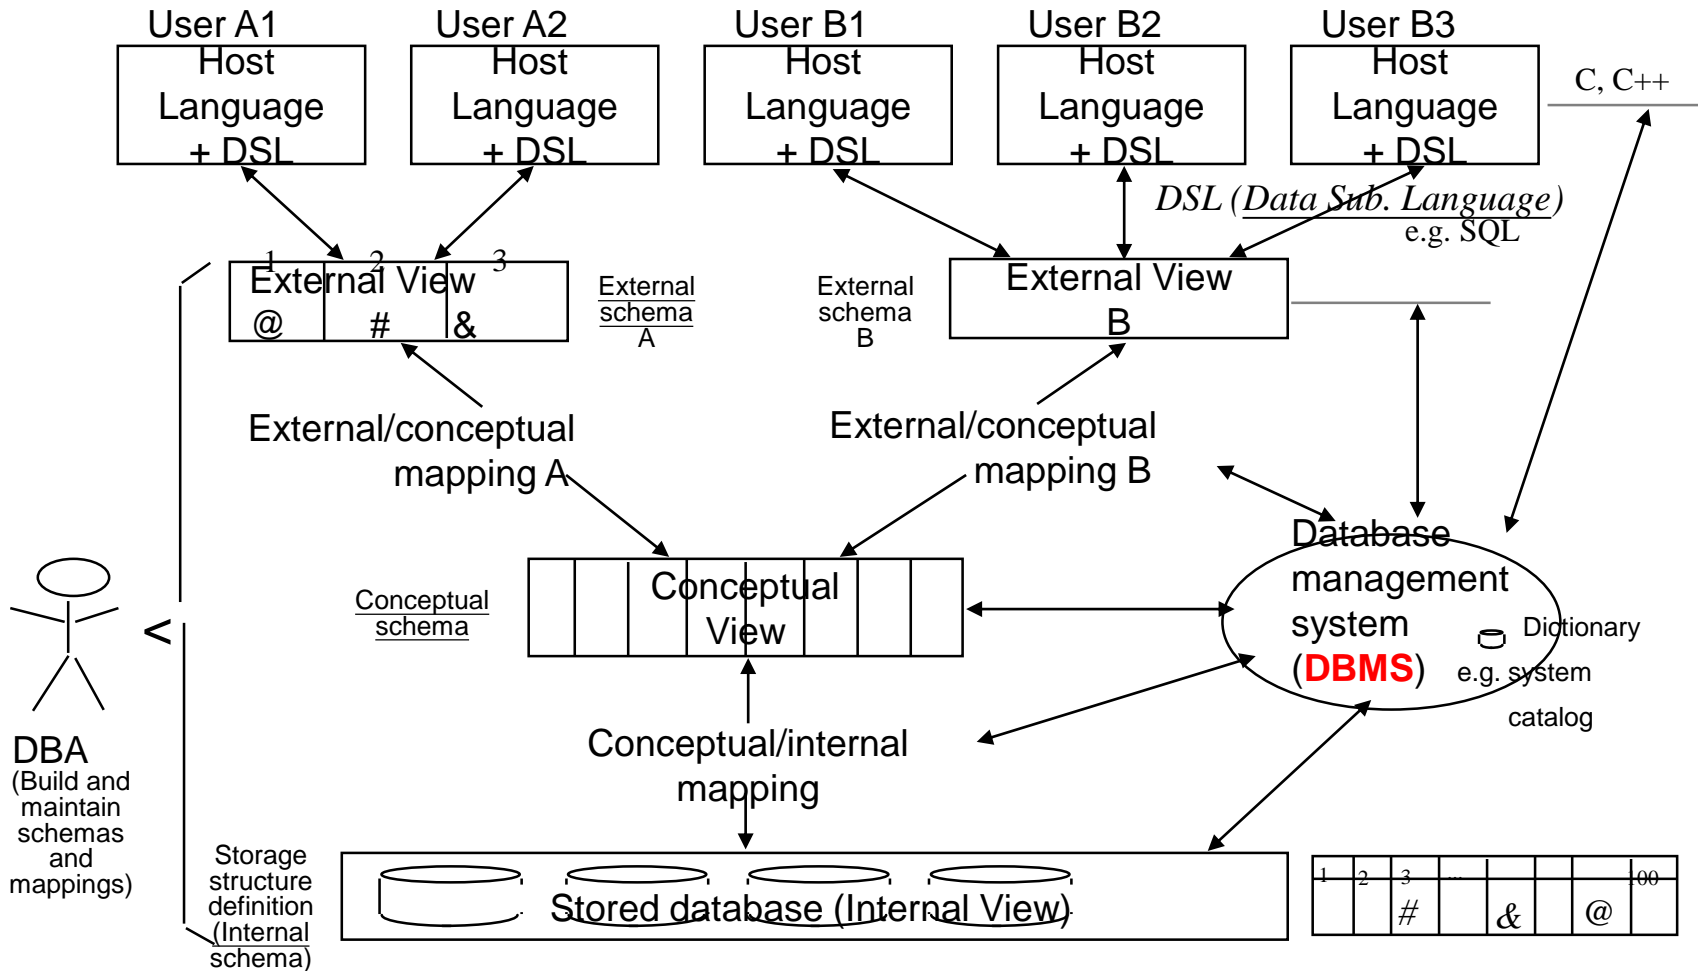 User A1
User A2
User B1
User B2
User B3
Host
Language
+ DSL
Host
Language
+ DSL
Host
Language
+ DSL
Host
Language
+ DSL
Host
Language
+ DSL
C, C++
DSL (Data Sub. Language)
e.g. SQL
1 2 3
External View
@ # &
External
schema
A
External
schema
B
External View
B
External/conceptual
mapping A
External/conceptual
mapping B
Conceptual
schema
Conceptual
View
Database
management
system
(DBMS)
Dictionary
e.g. system
catalog
<
DBA
(Build and
maintain
schemas
and
mappings)
Conceptual/internal
mapping
Storage
structure
definition
(Internal
schema)
Stored database (Internal View)
1 2 3 ... 100
# & @